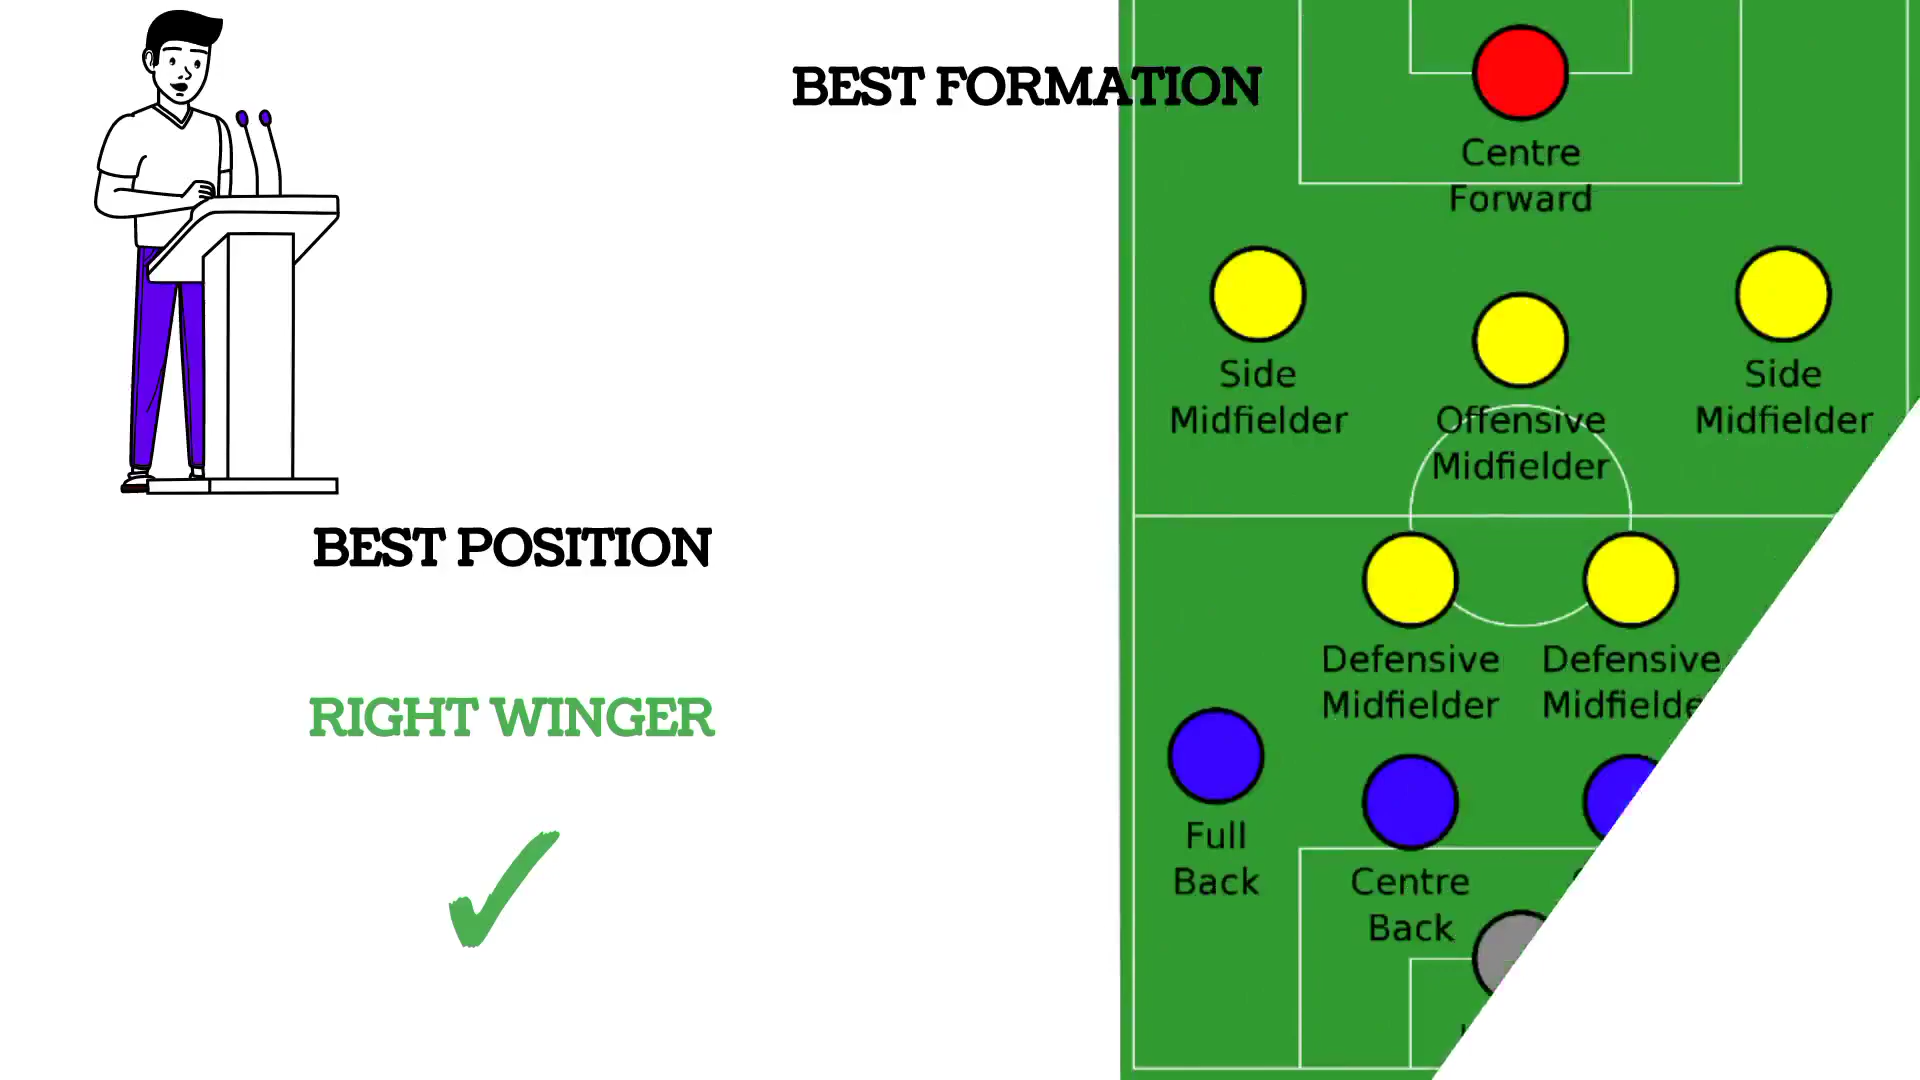 BEST FORMATION
Centre
Forward
Side
Midfielder
Offensive
Midfielder
Side
Midfielder
BEST POSITION
Defensive
Midfielder
Defensive
RIGHT WINGER
Full
Back
Centre
Back